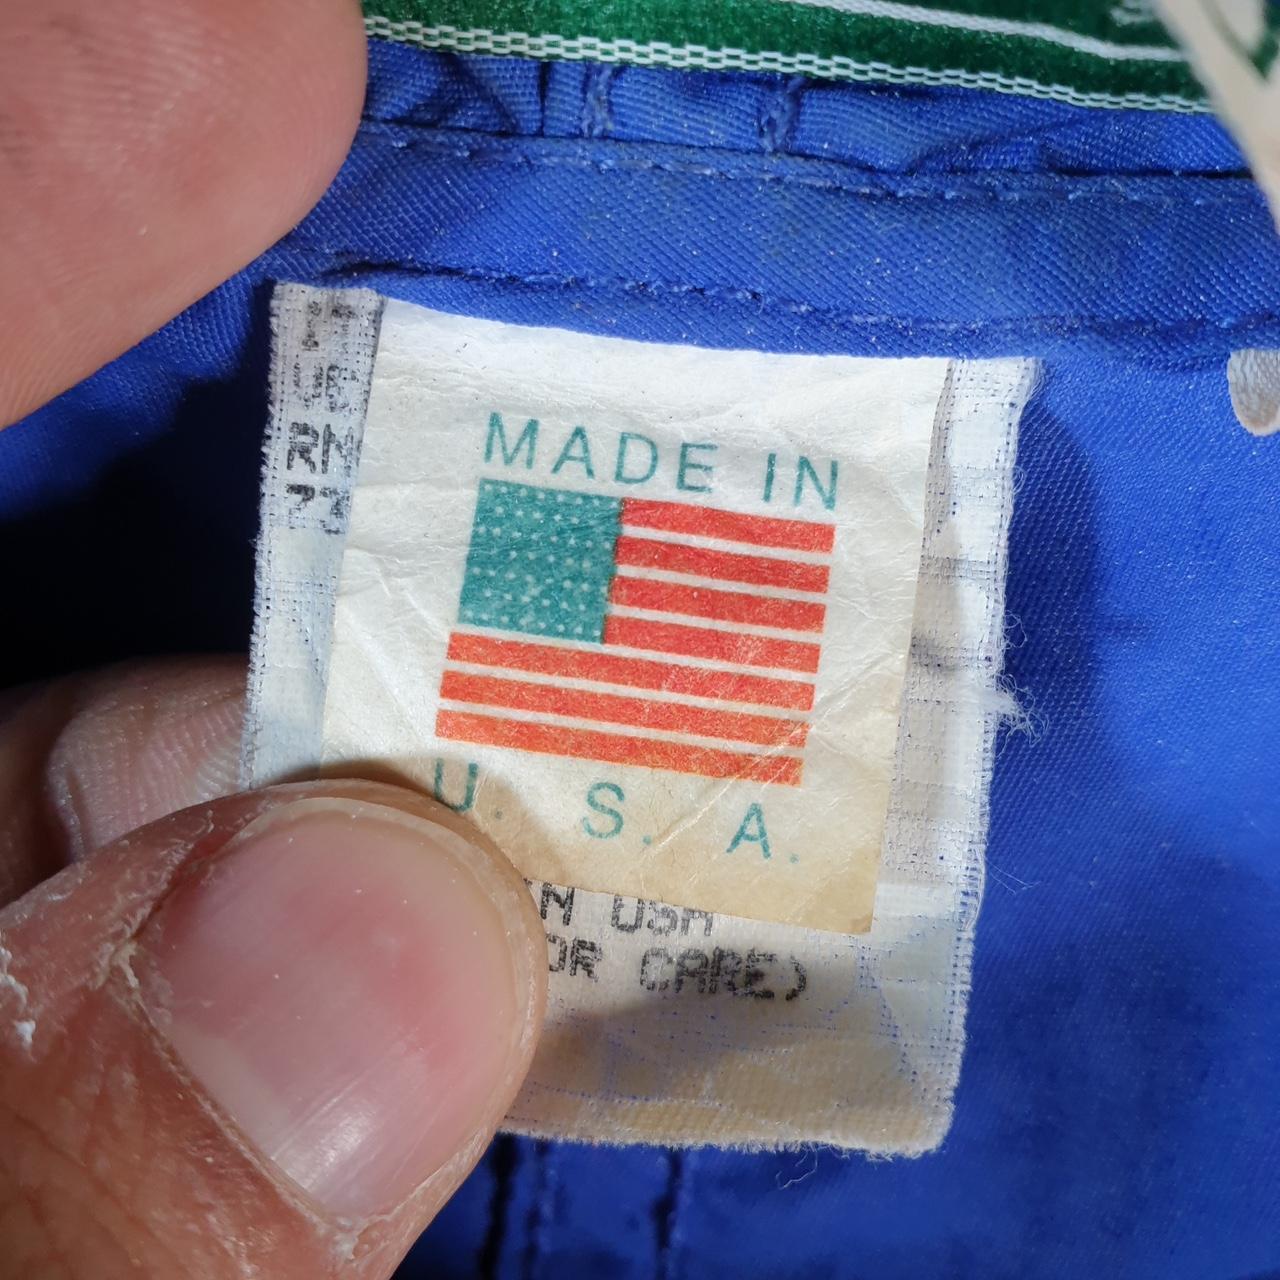 RN
MADE IN
U. S. A.
USA
CARE)